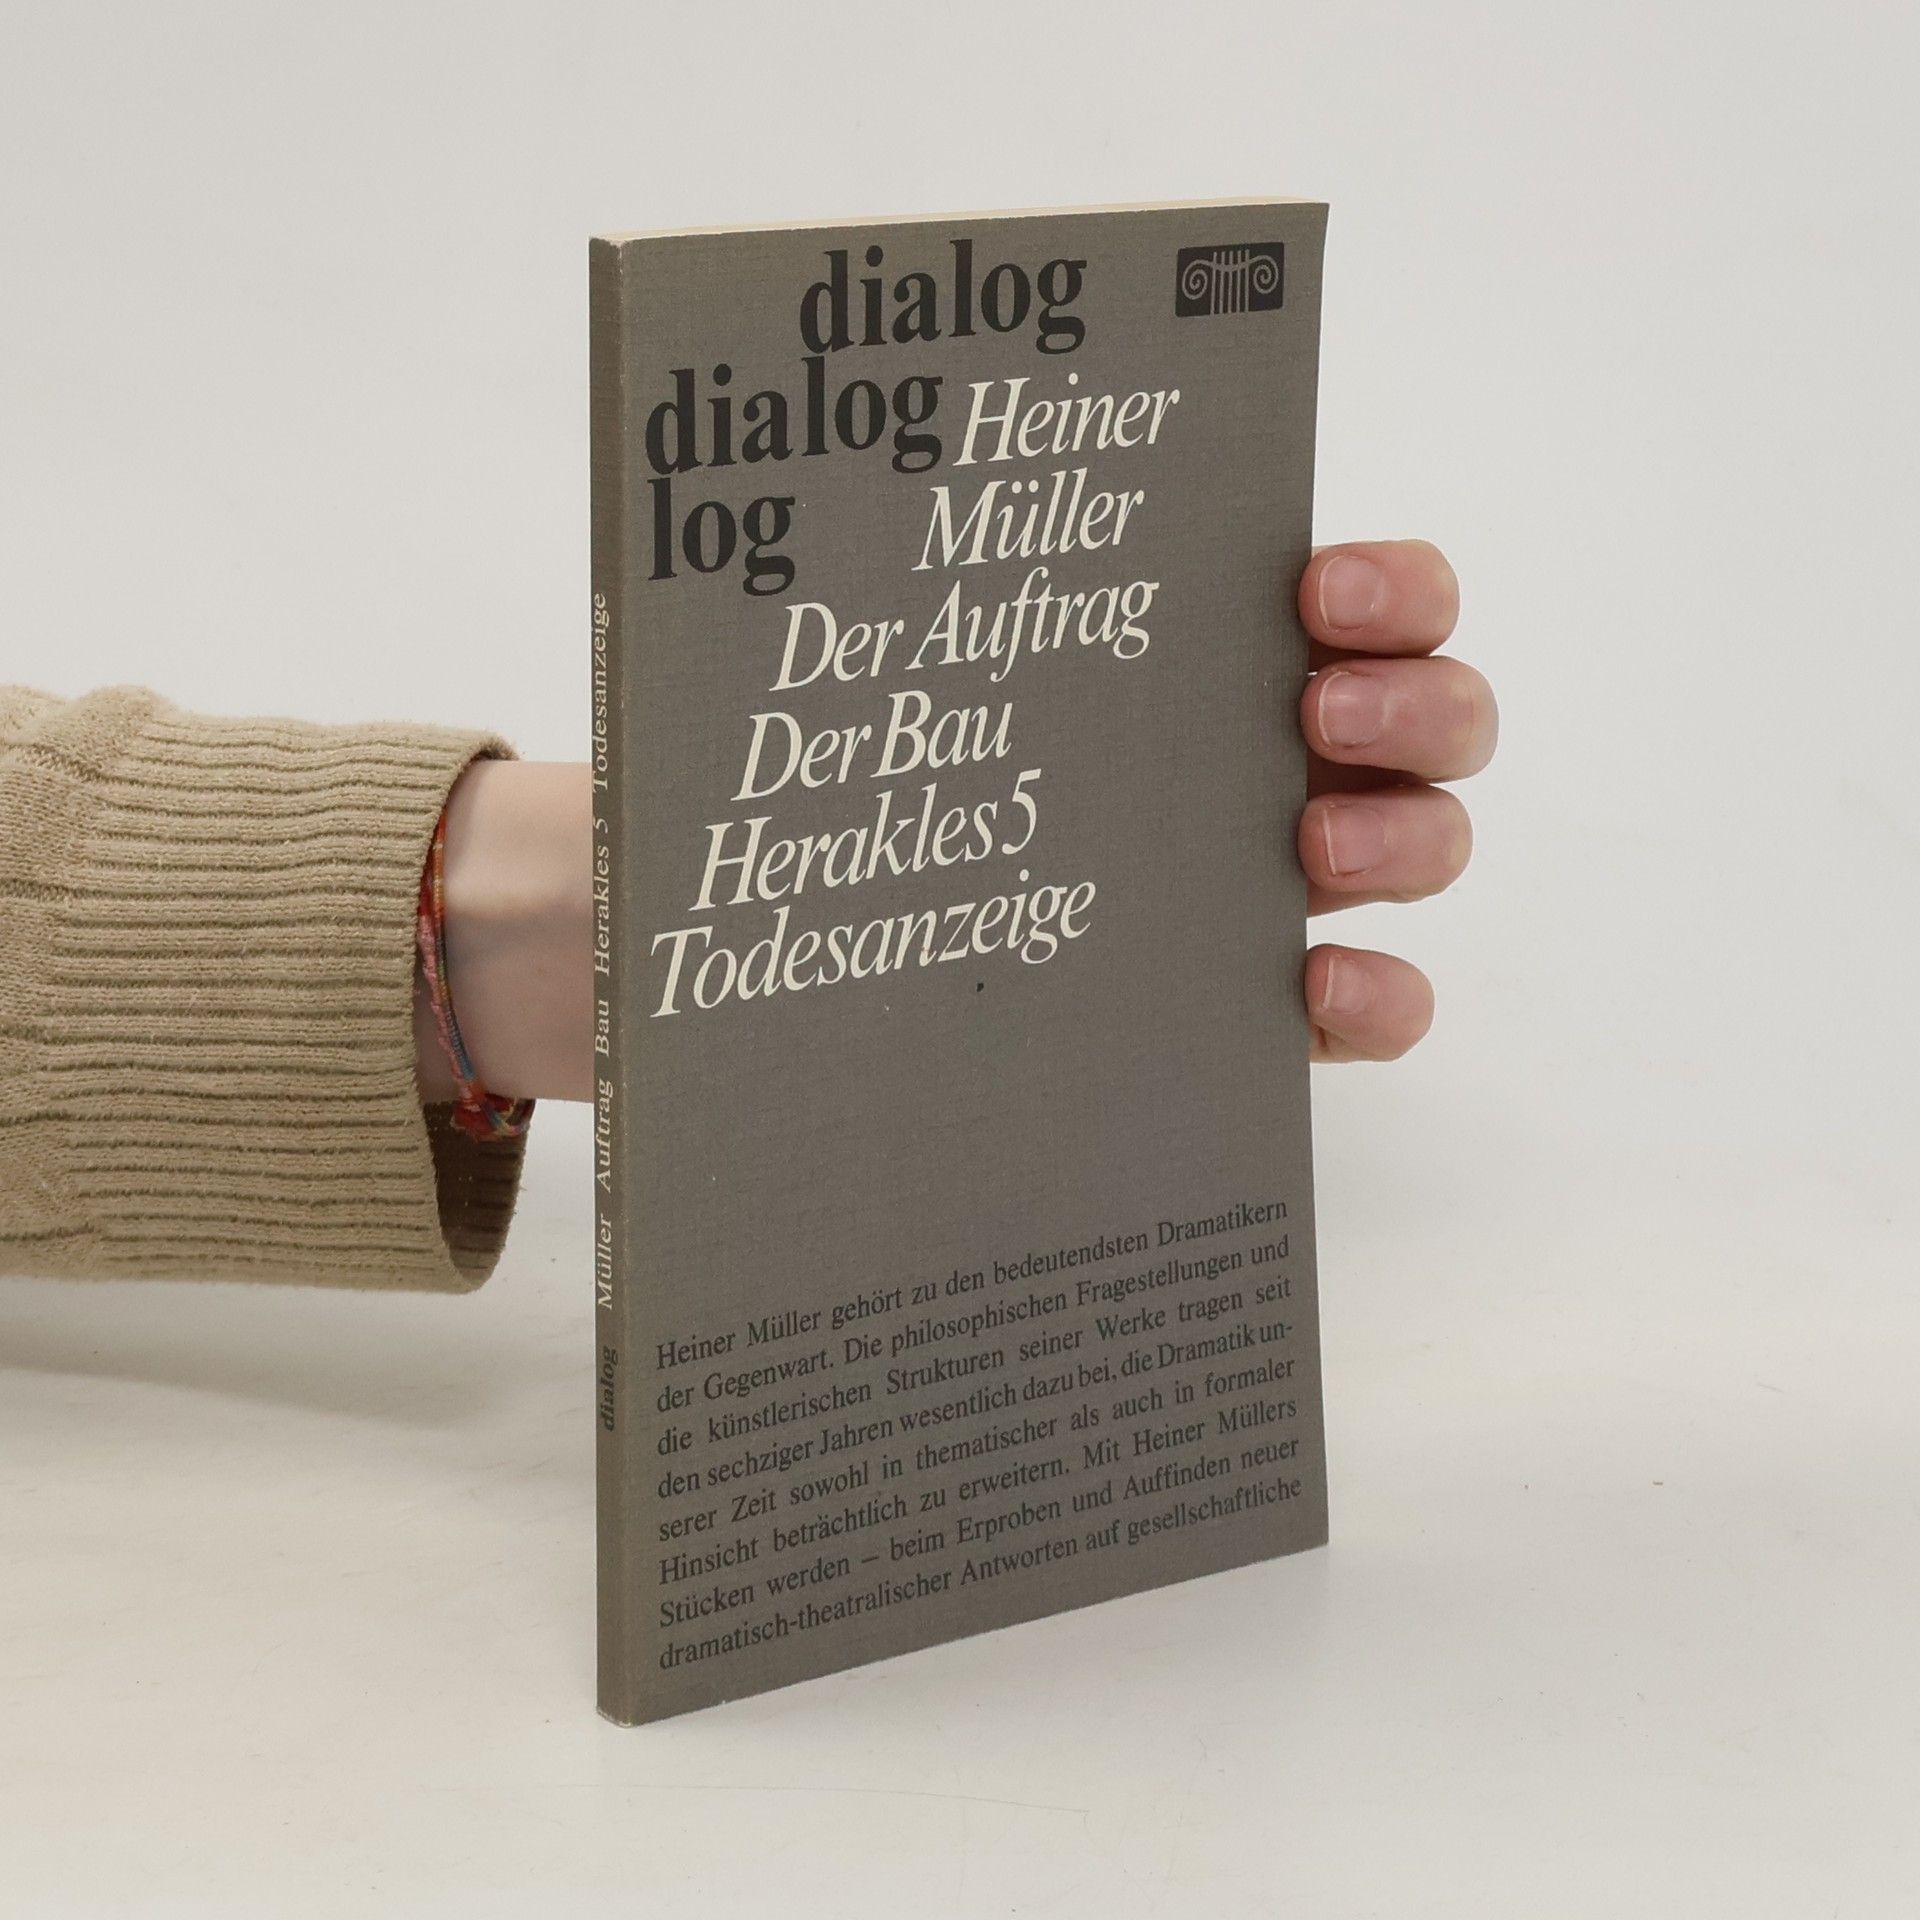 dialog
dialog
log
Heiner
Müller
Der Auftrag
Der Bau
Herakles 5
Todesanzeige
Heiner Müller gehört zu den bedeutendsten Dramatikern
der Gegenwart. Die philosophischen Fragestellungen und
die künstlerischen Strukturen seiner Werke tragen seit
den sechziger Jahren wesentlich dazu bei, die Dramatik un-
serer Zeit sowohl in thematischer als auch in formaler
Hinsicht beträchtlich zu erweitern. Mit Heiner Müllers
Stücken werden – beim Erproben und Auffinden neuer
dramatisch-theatralischer Antworten auf gesellschaftliche
dialog Müller Auftrag Bau Herakles 5 Todesanzeige